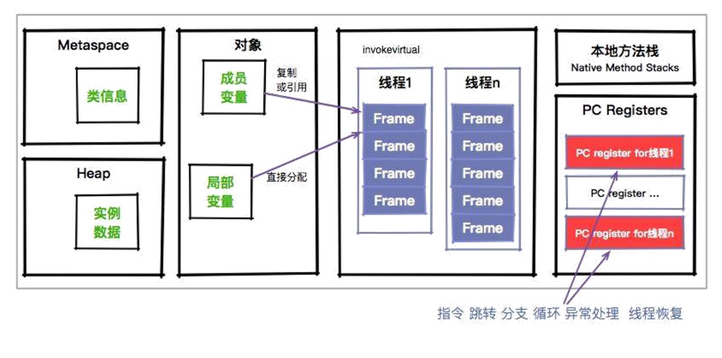 Metaspace
类信息
Heap
实例
数据
对象
成员
变量
局部
变量
复制
或引用
直接分配
invokevirtual
线程1
Frame
Frame
Frame
Frame
线程n
Frame
Frame
Frame
Frame
Frame
本地方法栈
Native Method Stacks
PC Registers
PC register for线程1
PC register ...
PC register for线程n
指令 跳转 分支 循环 异常处理 线程恢复